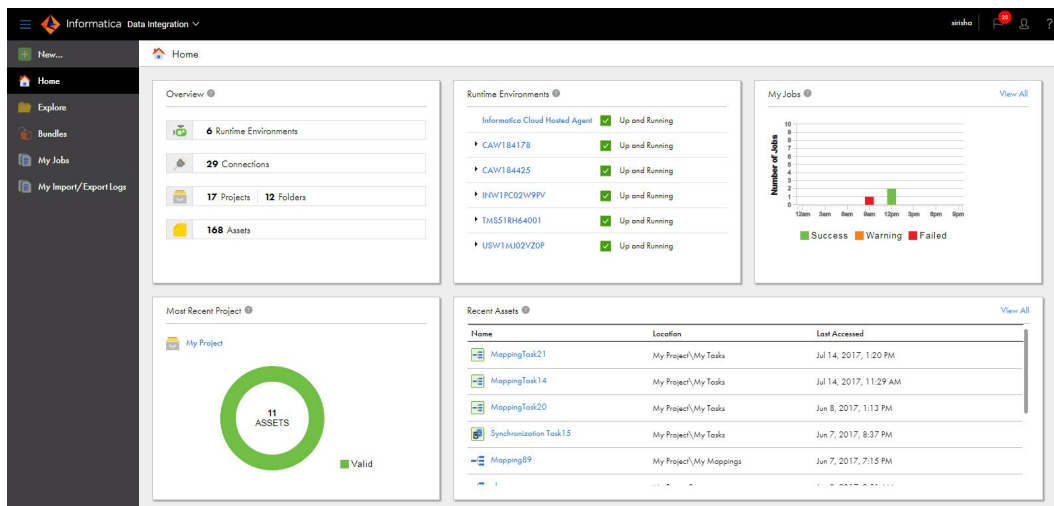 Informatica Data Integration
sirisha
20
?
New...
Home
Explore
Bundles
My Jobs
My Import/Export Logs
Home
Overview
6 Runtime Environments
29 Connections
17 Projects 12 Folders
168 Assets
Runtime Environments
Informatica Cloud Hosted Agent Up and Running
CAW184178 Up and Running
CAW184425 Up and Running
INW1PC02W9PV Up and Running
TMS51RH64001 Up and Running
USW1MJ02VZ0P Up and Running
My Jobs View All
Number of Jobs
10
9
8
7
6
5
4
3
2
1
0
12am 3am 6am 9am 12pm 3pm 6pm 9pm
Success Warning Failed
Most Recent Project
My Project
11
ASSETS
Valid
Recent Assets View All
Name Location Last Accessed
MappingTask21 My Project\My Tasks Jul 14, 2017, 1:20 PM
MappingTask14 My Project\My Tasks Jul 14, 2017, 11:29 AM
MappingTask20 My Project\My Tasks Jun 8, 2017, 1:13 PM
Synchronization Task15 My Project\My Tasks Jun 7, 2017, 8:37 PM
Mapping89 My Project\My Mappings Jun 7, 2017, 7:15 PM